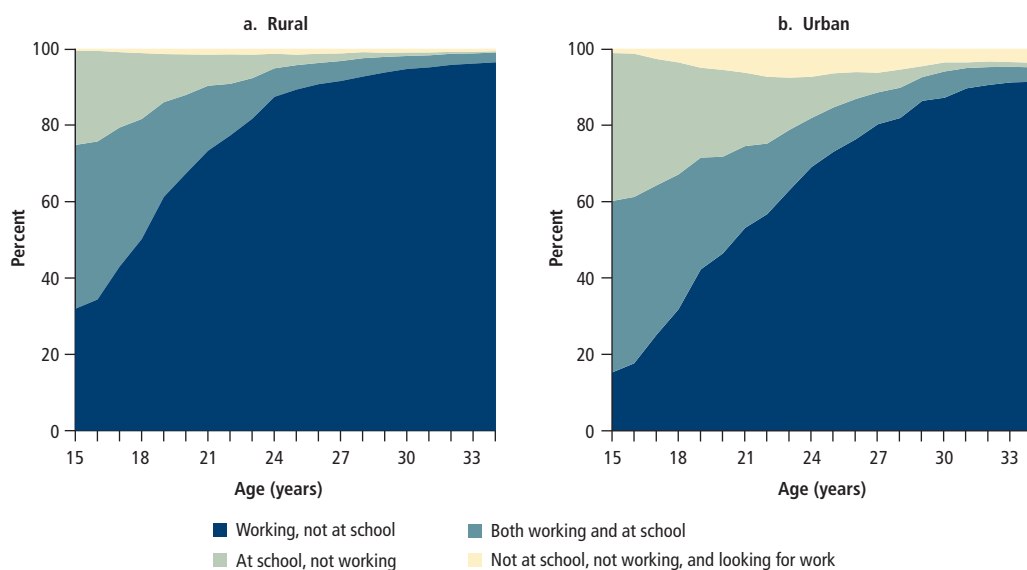 a. Rural
100
80
60
40
20
0
Percent
15 18 21 24 27 30 33
Age (years)
b. Urban
100
80
60
40
20
0
Percent
15 18 21 24 27 30 33
Age (years)
Working, not at school
Both working and at school
At school, not working
Not at school, not working, and looking for work